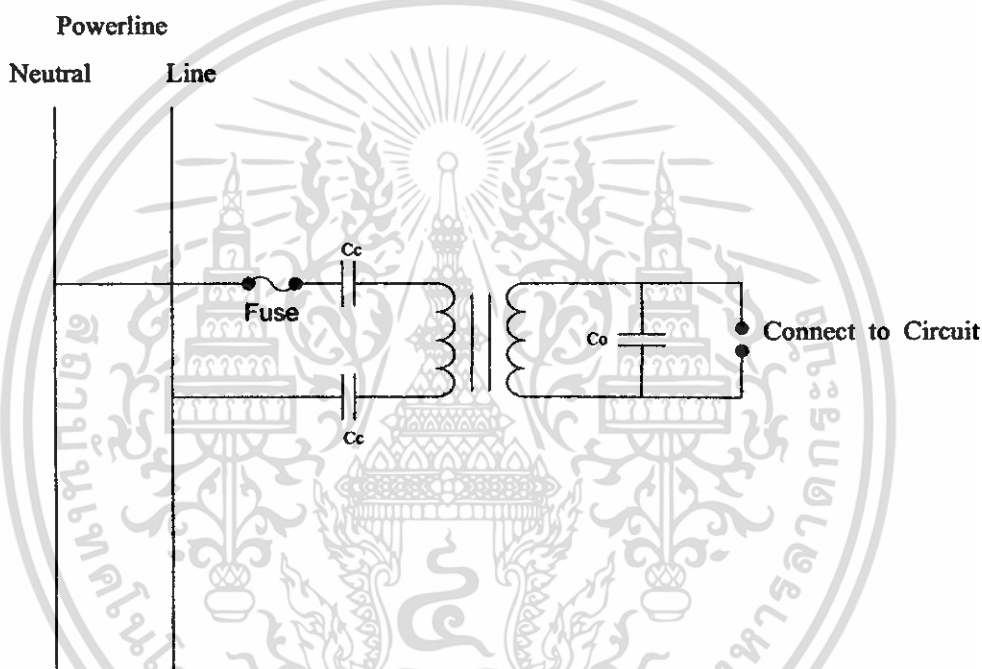 Powerline
Neutral Line
Cc
Fuse
Co
Connect to Circuit
Cc